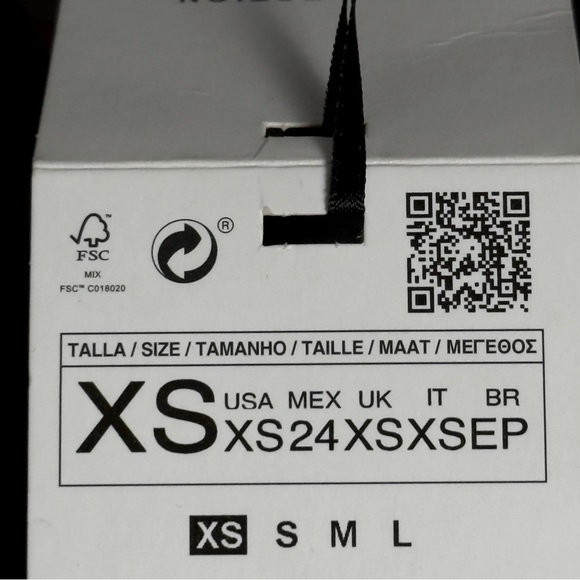 FSC
™
MIX
FSC™ C018020
®
TALLA / SIZE / TAMANHO / TAILLE / MAAT / ΜΕΓΕΘΟΣ
XS
USA MEX UK IT BR
XS 24 XS XS EP
XS S M L